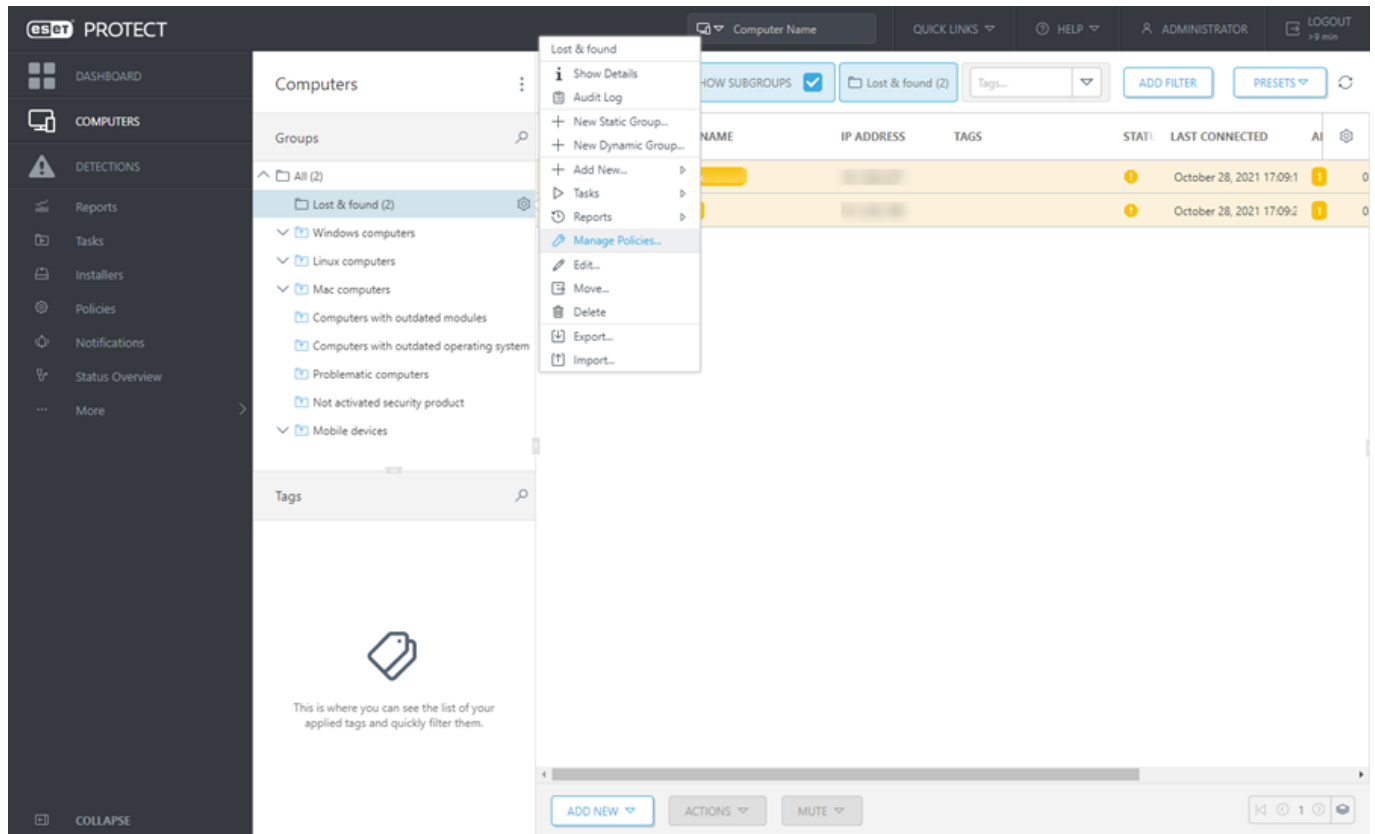 eset PROTECT
Computer Name
QUICK LINKS
HELP
ADMINISTRATOR
LOGOUT
>9 min
DASHBOARD
COMPUTERS
DETECTIONS
Reports
Tasks
Installers
Policies
Notifications
Status Overview
More
COLLAPSE
Computers
Groups
All (2)
Lost & found (2)
Windows computers
Linux computers
Mac computers
Computers with outdated modules
Computers with outdated operating system
Problematic computers
Not activated security product
Mobile devices
Tags
This is where you can see the list of your
applied tags and quickly filter them.
Lost & found
Show Details
Audit Log
New Static Group...
New Dynamic Group...
Add New...
Tasks
Reports
Manage Policies...
Edit...
Move...
Delete
Export...
Import...
HOW SUBGROUPS
Lost & found (2)
Tags...
ADD FILTER
PRESETS
NAME IP ADDRESS TAGS STATU LAST CONNECTED Al
October 28, 2021 17:09:1 1 0
October 28, 2021 17:09:2 1 0
ADD NEW
ACTIONS
MUTE
1